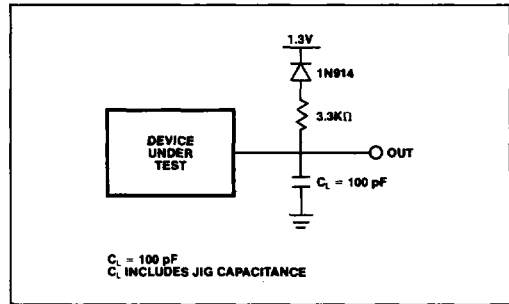 1.3V
1N914
3.3KΩ
DEVICE
UNDER
TEST
OUT
C_L = 100 pF
C_L = 100 pF
C_L INCLUDES JIG CAPACITANCE